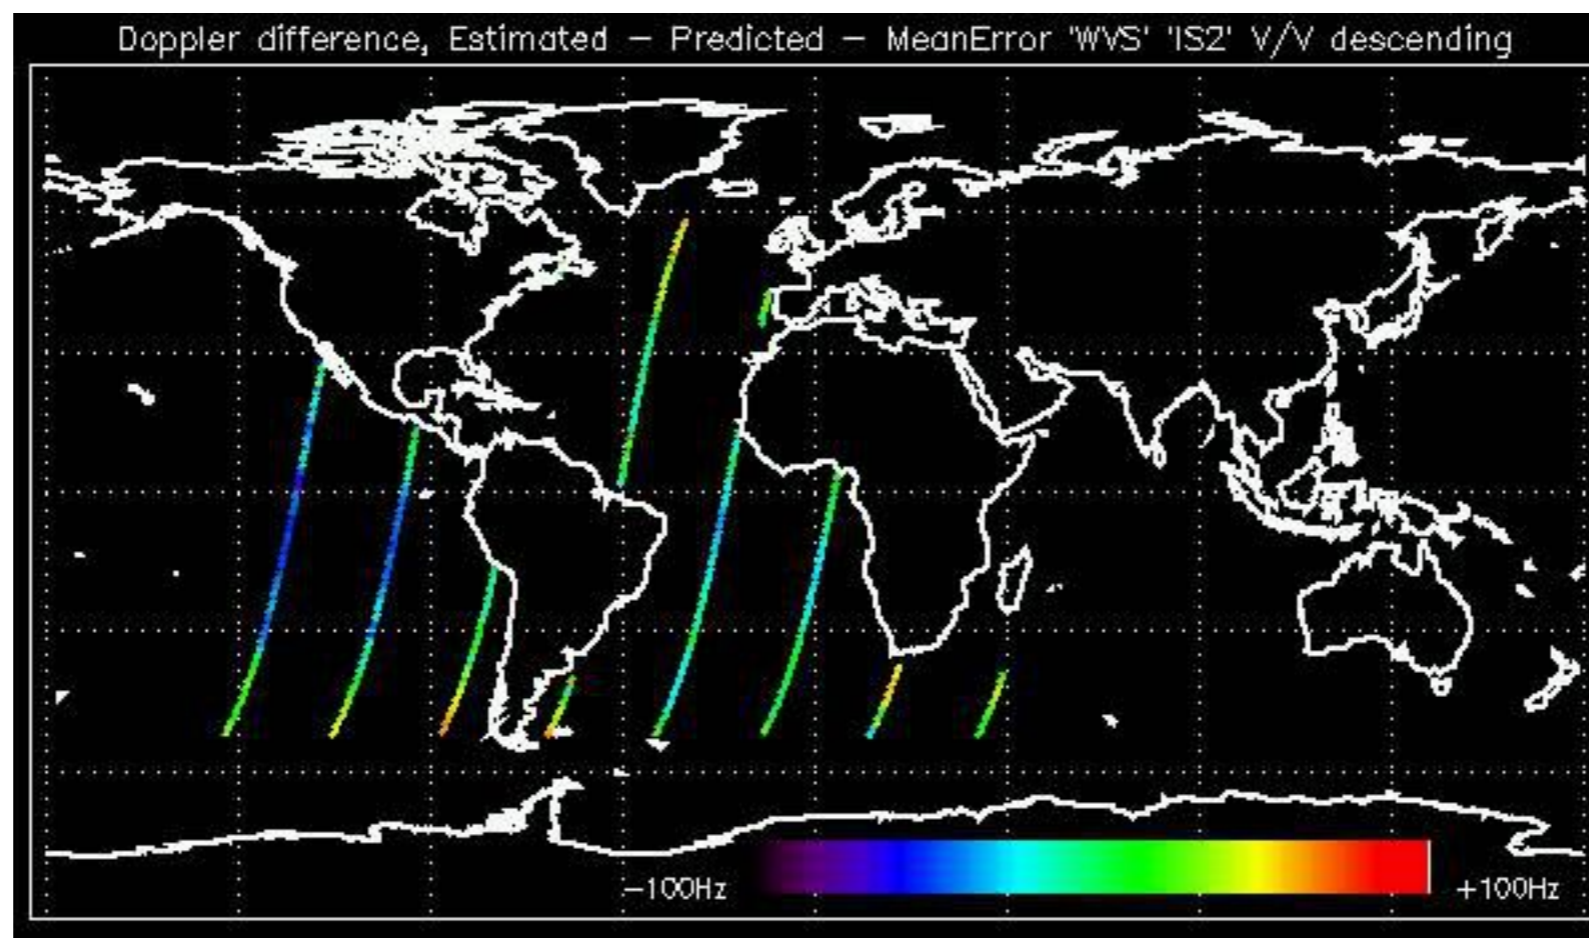 Doppler difference, Estimated – Predicted – MeanError 'WVS' 'IS2' V/V descending
-100Hz
+100Hz